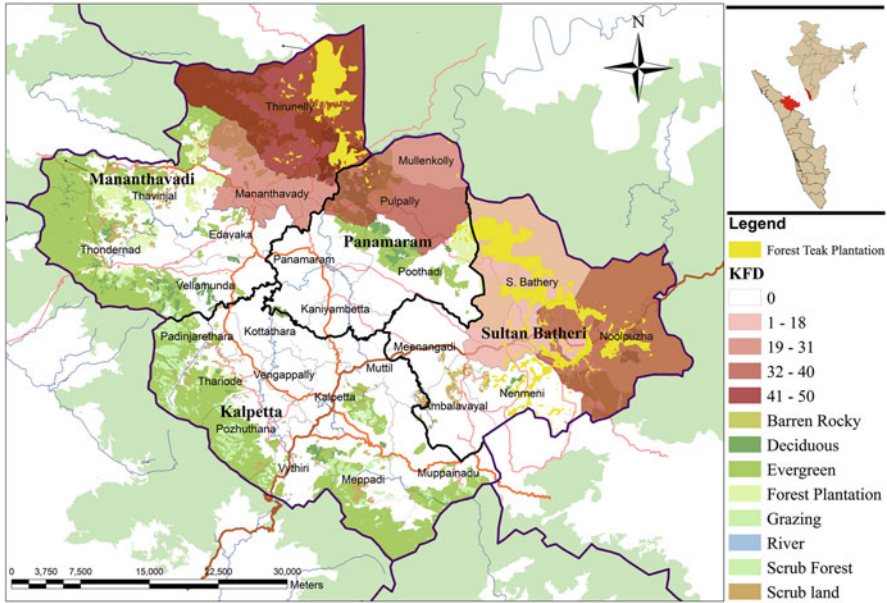 N
Thirunelly
Mullenkolly
Mananthavadi
Thavinjal
Mananthavady
Pulpally
Edavaka
Panamaram
Thondernad
Panamaram
Poothadi
S. Bathery
Vellamunda
Kaniyambetta
Padinjarethara
Kottathara
Sultan Batheri
Noolpuzha
Meenangadi
Muttil
Thariode
Vengappally
Kalpetta
Nenmeni
Ambalavayal
Kalpetta
Pozhuthana
Vythiri
Meppadi
Muppainadu
0 3,750 7,500 15,000 22,500 30,000
Meters
Legend
Forest Teak Plantation
KFD
0
1 - 18
19 - 31
32 - 40
41 - 50
Barren Rocky
Deciduous
Evergreen
Forest Plantation
Grazing
River
Scrub Forest
Scrub land